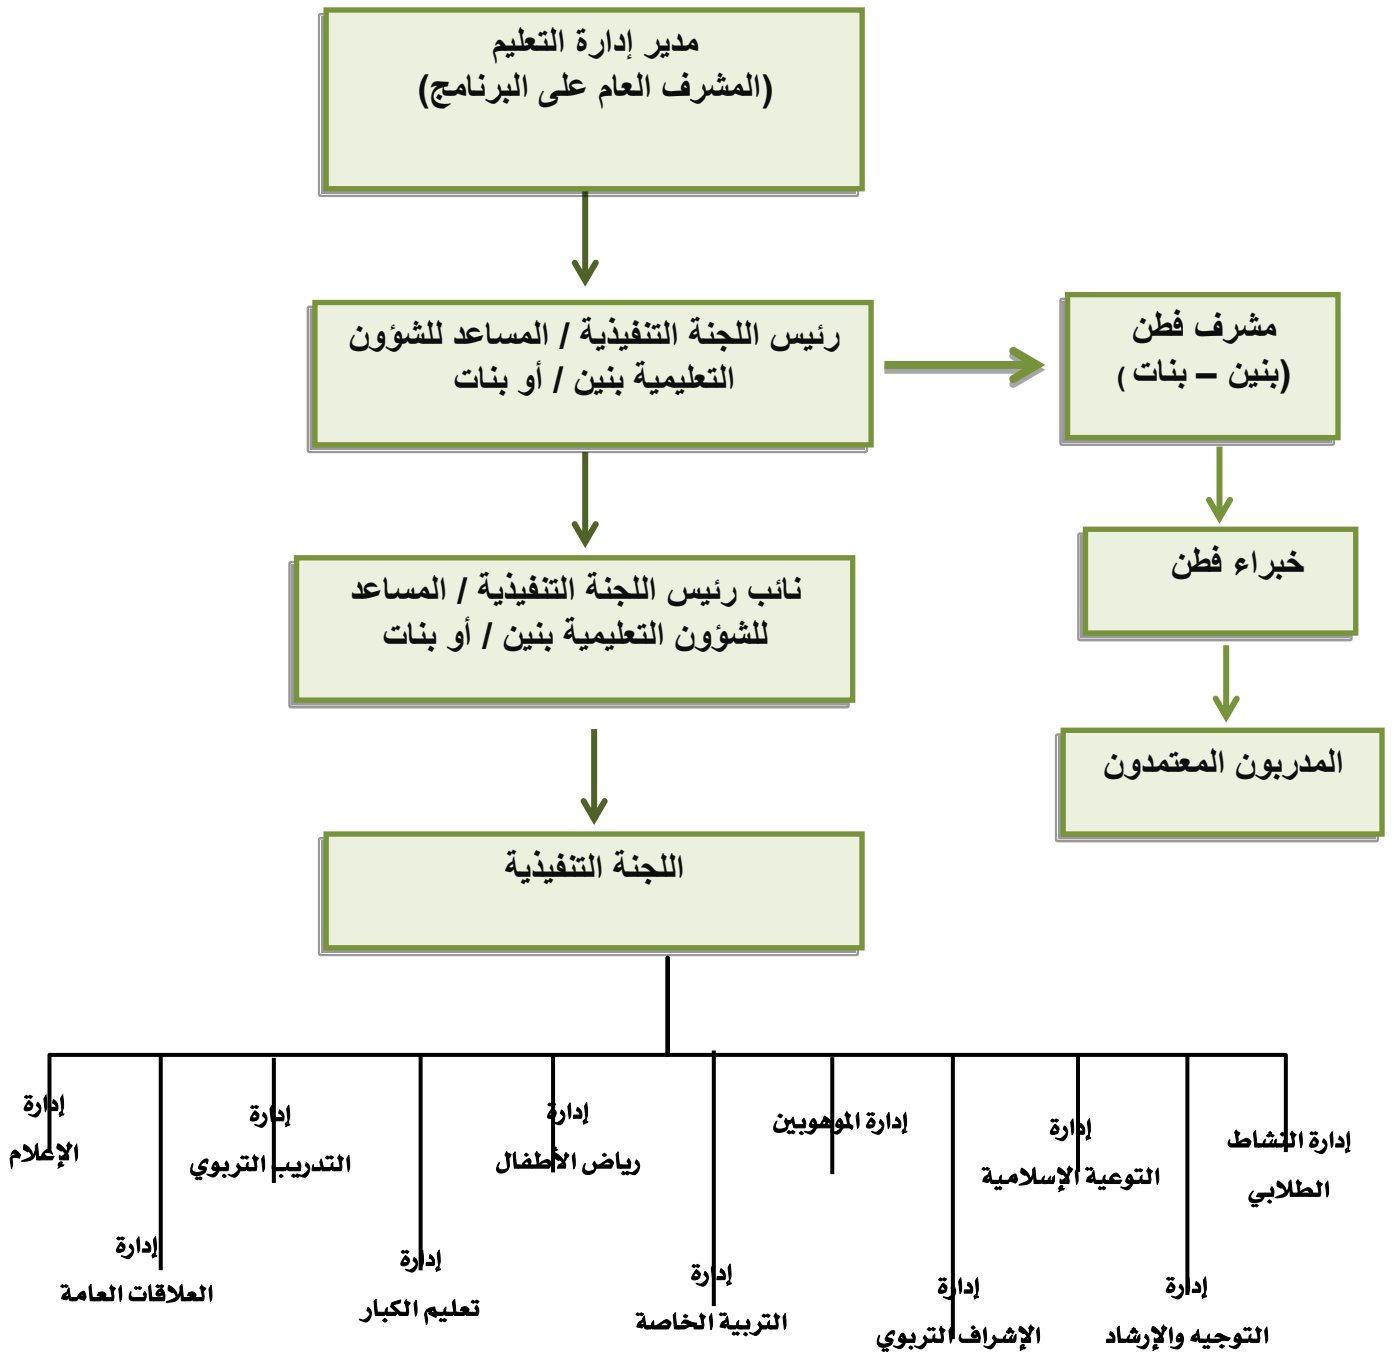 مدير إدارة التعليم
(المشرف العام على البرنامج)
رئيس اللجنة التنفيذية / المساعد للشؤون
التعليمية بنين / أو بنات
مشرف فطن
(بنين – بنات )
خبراء فطن
نائب رئيس اللجنة التنفيذية / المساعد
للشؤون التعليمية بنين / أو بنات
المدربون المعتمدون
اللجنة التنفيذية
إدارة النشاط
الطلابي
إدارة
التوجيه والإرشاد
إدارة
التوعية الإسلامية
إدارة
الإشراف التربوي
إدارة الموهوبين
إدارة
التربية الخاصة
إدارة
رياض الأطفال
إدارة
تعليم الكبار
إدارة
التدريب التربوي
إدارة
العلاقات العامة
إدارة
الإعلام